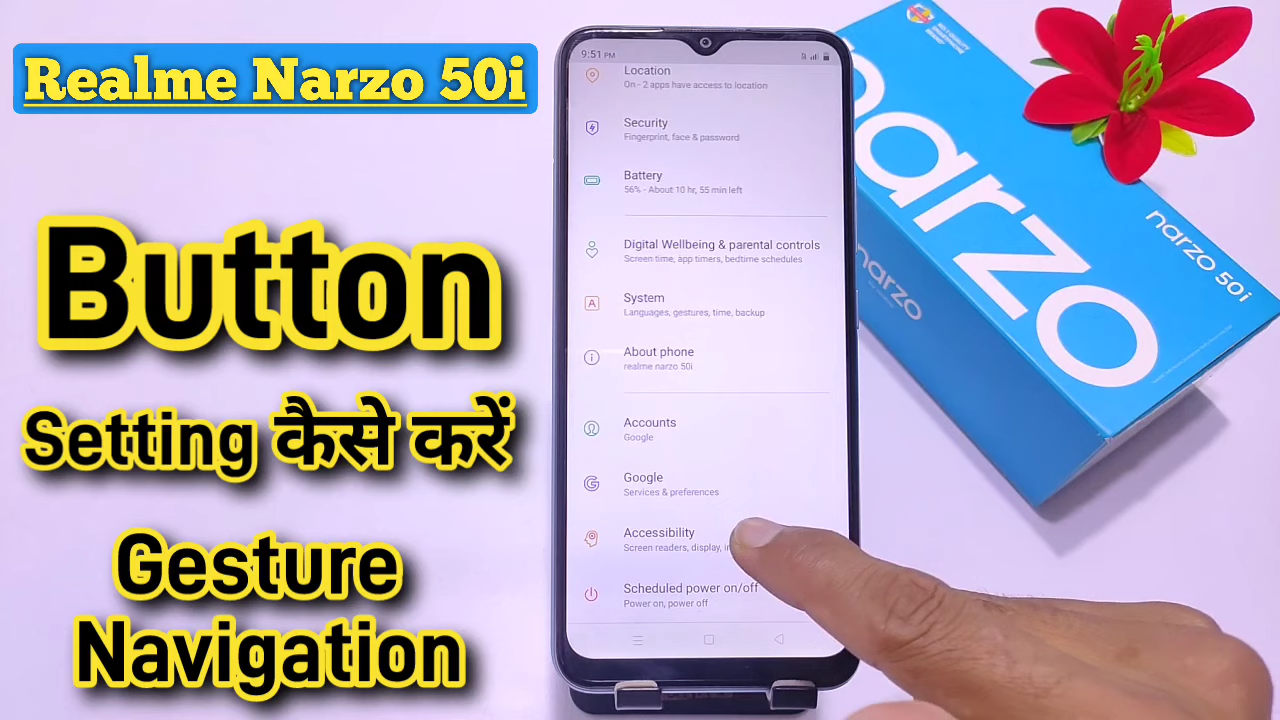 Realme Narzo 50i
Button
Setting कैसे करें
Gesture
Navigation
9:51 PM
Location
On - 2 apps have access to location
Security
Fingerprint, face & password
Battery
56% - About 10 hr, 55 min left
Digital Wellbeing & parental controls
Screen time, app timers, bedtime schedules
System
Languages, gestures, time, backup
About phone
realme narzo 50i
Accounts
Google
Google
Services & preferences
Accessibility
Screen readers, display,
Scheduled power on/off
Power on, power off
narzo
narzo 50i
narzo